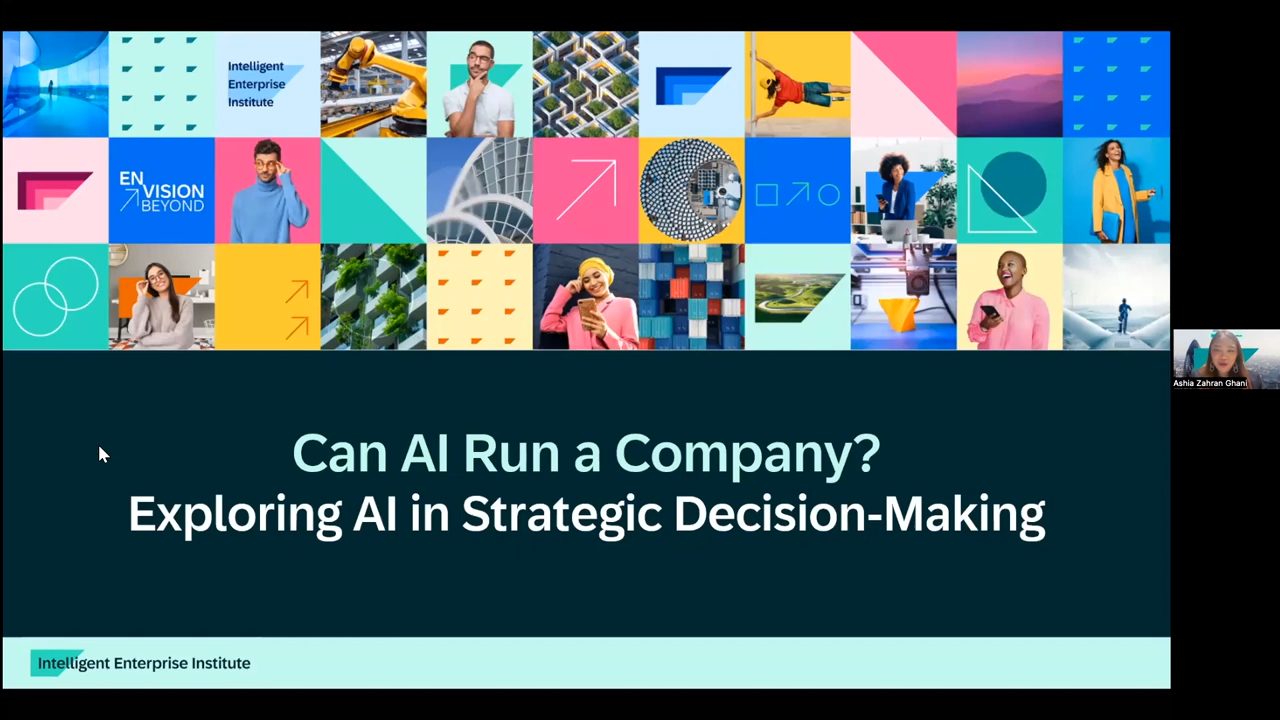 Intelligent
Enterprise
Institute
EN
VISION
BEYOND
Ashia Zahran Ghani
Can AI Run a Company?
Exploring AI in Strategic Decision-Making
Intelligent Enterprise Institute